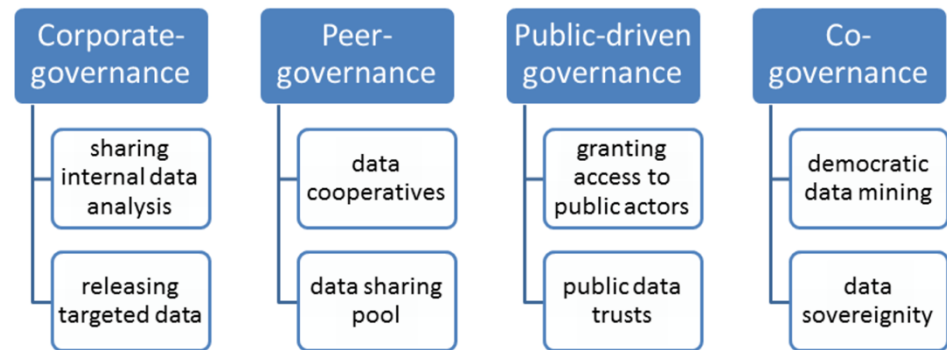 Corporate-
governance
sharing
internal data
analysis
releasing
targeted data
Peer-
governance
data
cooperatives
data sharing
pool
Public-driven
governance
granting
access to
public actors
public data
trusts
Co-
governance
democratic
data mining
data
sovereignity